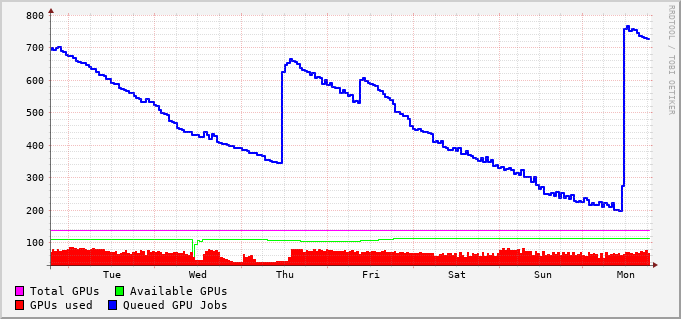 800
700
600
500
400
300
200
100
Tue Wed Thu Fri Sat Sun Mon
Total GPUs Available GPUs
GPUs used Queued GPU Jobs
RRDTOOL / TOBI OETIKER